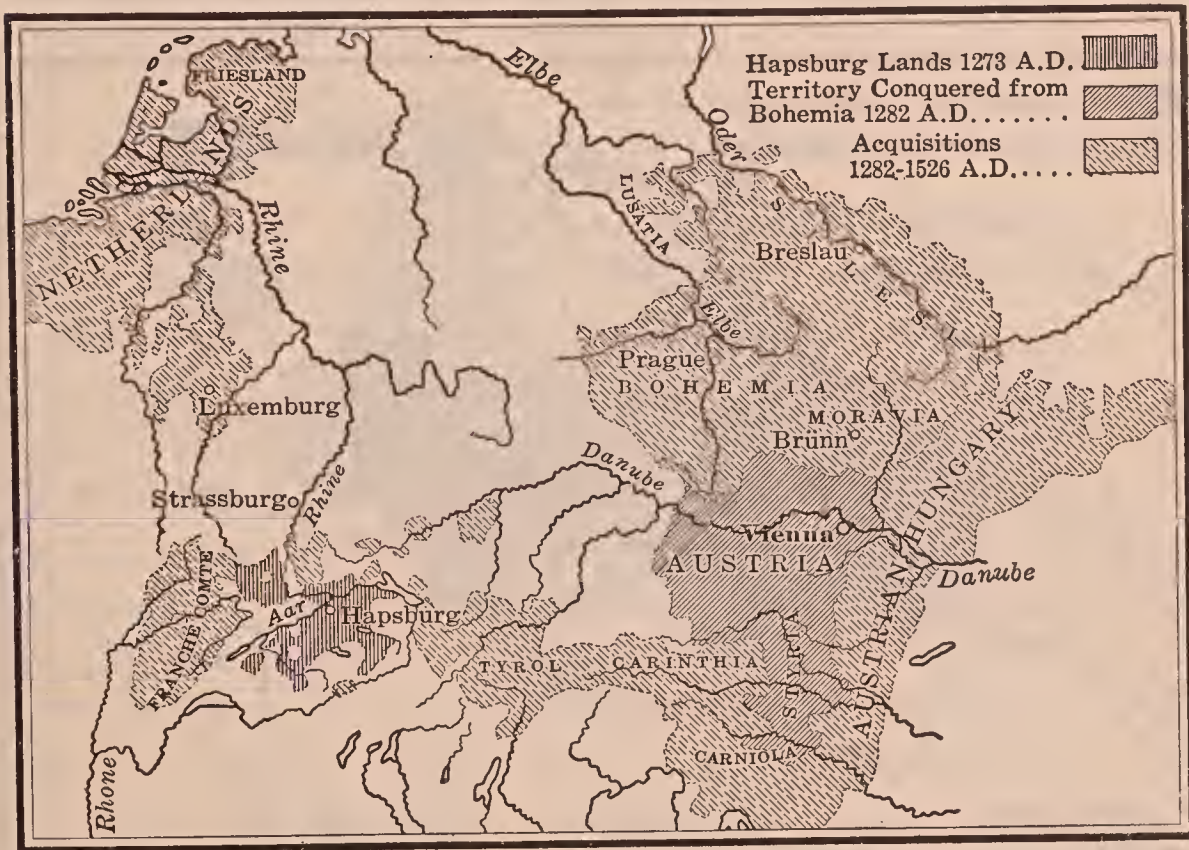 FRIESLAND
Elbe
Hapsburg Lands 1273 A.D.
Territory Conquered from
Bohemia 1282 A.D.......
Acquisitions
1282-1526 A.D.....
Oder
NETHERLANDS
Rhine
LUSATIA
SILESIA
Breslau
Elbe
Prague
BOHEMIA
Luxemburg
MORAVIA
Brünn
AUSTRIAN HUNGARY
Danube
Strassburg
Rhine
Vienna
AUSTRIA
Danube
FRANCHE COMTE
Aar
Hapsburg
TYROL
CARINTHIA
STYRIA
CARNIOLA
Rhone